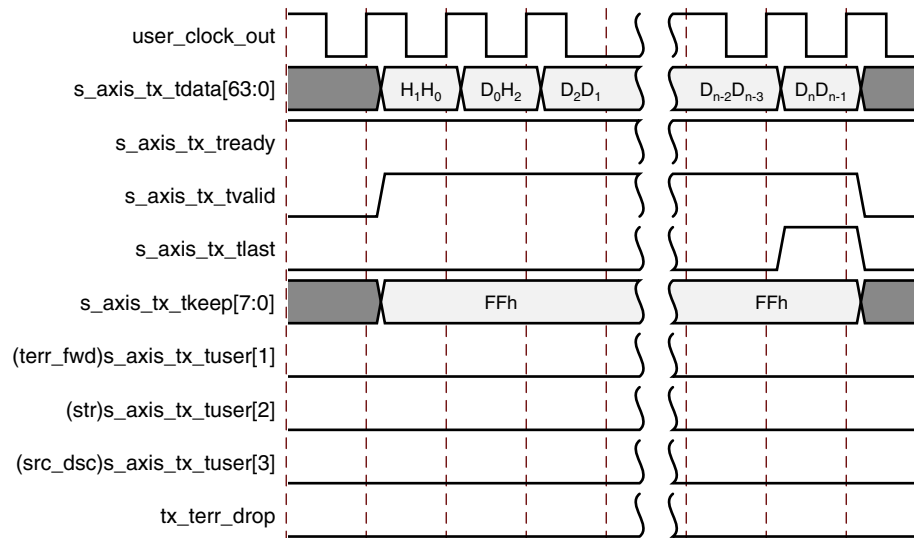 user_clock_out
s_axis_tx_tdata[63:0] H₁H₀ D₀H₂ D₂D₁ Dₙ₋₂Dₙ₋₃ DₙDₙ₋₁
s_axis_tx_tready
s_axis_tx_tvalid
s_axis_tx_tlast
s_axis_tx_tkeep[7:0] FFh FFh
(terr_fwd)s_axis_tx_tuser[1]
(str)s_axis_tx_tuser[2]
(src_dsc)s_axis_tx_tuser[3]
tx_terr_drop